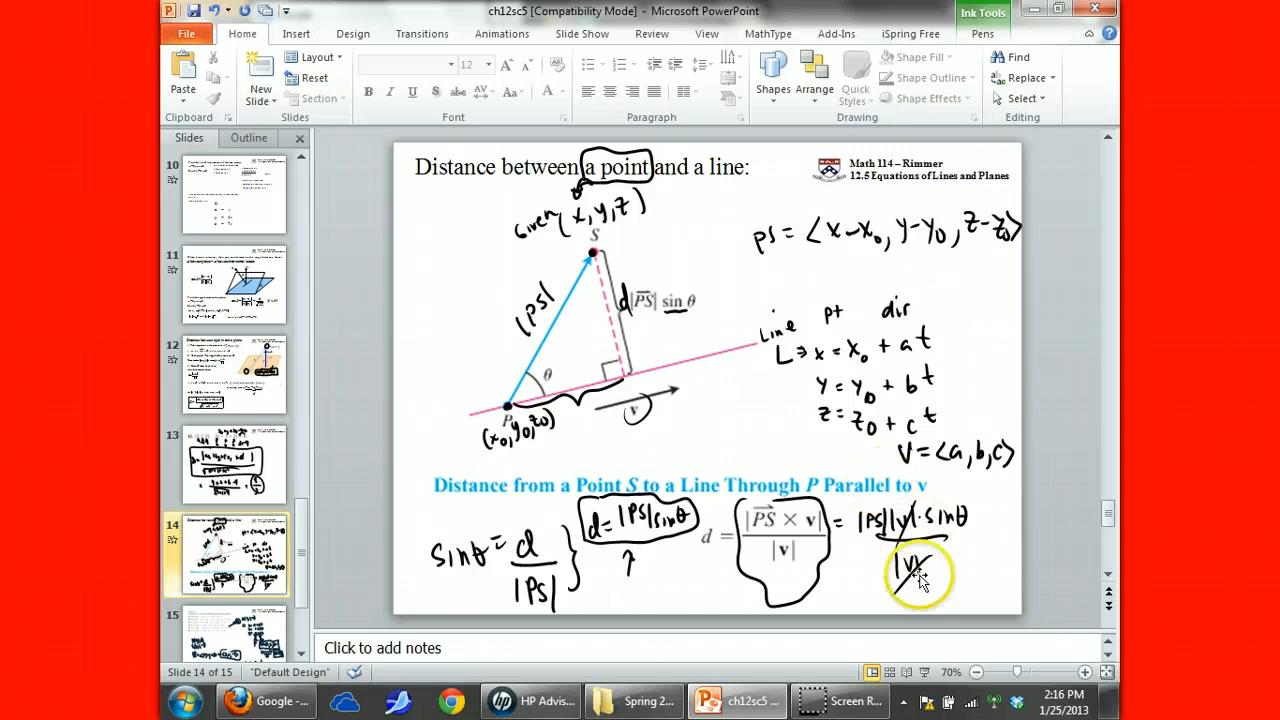 ch12sc5 [Compatibility Mode] - Microsoft PowerPoint
Ink Tools
File Home Insert Design Transitions Animations Slide Show Review View MathType Add-Ins iSpring Free Pens
Paste
New Slide
Layout
Reset
Section
12
Shapes Arrange Quick Styles
Shape Fill
Shape Outline
Shape Effects
Find
Replace
Select
Clipboard Slides Font Paragraph Drawing Editing
Slides Outline
10
11
12
13
14
15
Distance between a point and a line:
Math 114 – Rimmer
12.5 Equations of Lines and Planes
Given (x, y, z)
S
PS = <x-x₀, y-y₀, z-z₀>
|PS|
d |PS| sin θ
θ
P
(x₀, y₀, z₀)
v
Line pt dir
L => x = x₀ + at
y = y₀ + bt
z = z₀ + ct
v = <a, b, c>
Distance from a Point S to a Line Through P Parallel to v
sinθ = d / |PS| } d = |PS| sinθ
d = |PS × v| / |v| = |PS||v|·sinθ / |v|
Click to add notes
Slide 14 of 15 "Default Design" 70%
Google - HP Advis... Spring 2... ch12sc5 ... Screen R...
2:16 PM
1/25/2013